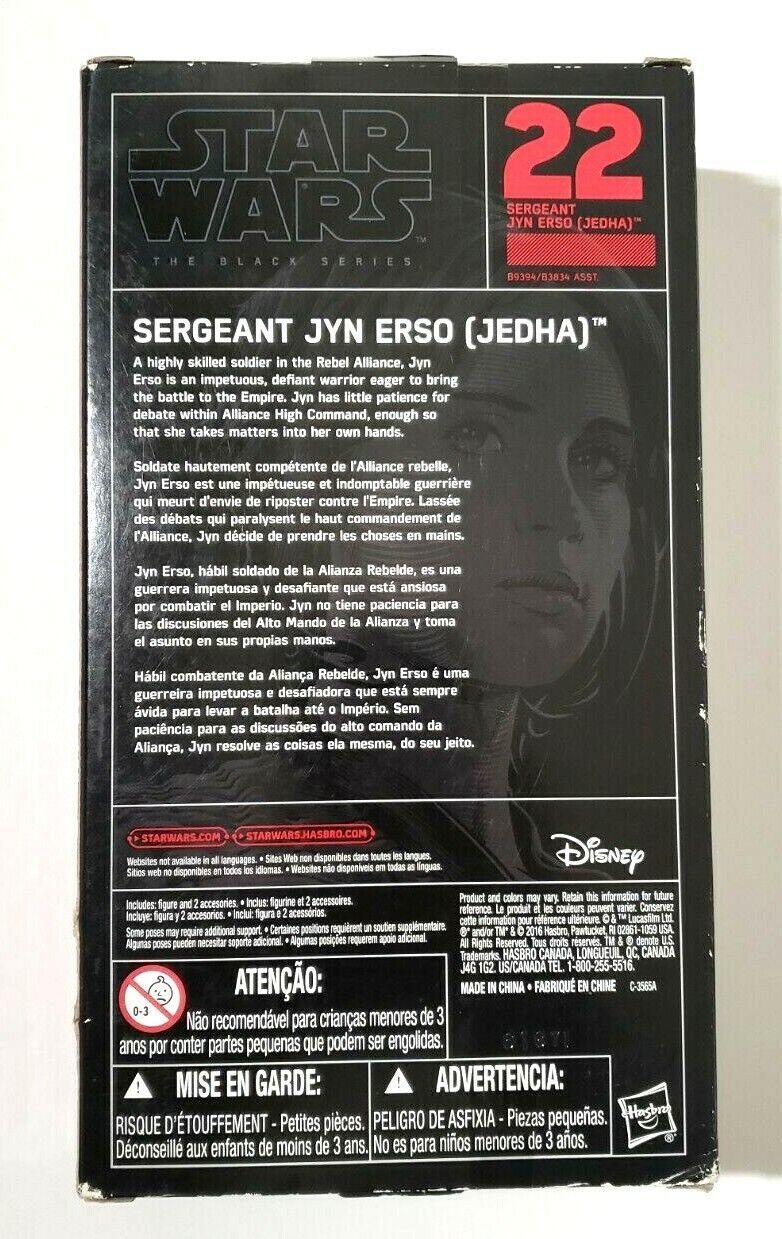 STAR
WARS™
THE BLACK SERIES
22
SERGEANT
JYN ERSO (JEDHA)™
B9394/B3834 ASST.
SERGEANT JYN ERSO (JEDHA)™
A highly skilled soldier in the Rebel Alliance, Jyn
Erso is an impetuous, defiant warrior eager to bring
the battle to the Empire. Jyn has little patience for
debate within Alliance High Command, enough so
that she takes matters into her own hands.
Soldate hautement compétente de l'Alliance rebelle,
Jyn Erso est une impétueuse et indomptable guerrière
qui meurt d'envie de riposter contre l'Empire. Lassée
des débats qui paralysent le haut commandement de
l'Alliance, Jyn décide de prendre les choses en mains.
Jyn Erso, hábil soldado de la Alianza Rebelde, es una
guerrera impetuosa y desafiante que está ansiosa
por combatir el Imperio. Jyn no tiene paciencia para
las discusiones del Alto Mando de la Alianza y toma
el asunto en sus propias manos.
Hábil combatente da Aliança Rebelde, Jyn Erso é uma
guerreira impetuosa e desafiadora que está sempre
ávida para levar a batalha até o Império. Sem
paciência para as discussões do alto comando da
Aliança, Jyn resolve as coisas ela mesma, do seu jeito.
STARWARS.COM STARWARS.HASBRO.COM
Websites not available in all languages. • Sites Web non disponibles dans toutes les langues.
Sitios web no disponibles en todos los idiomas. • Websites não disponíveis em todas as línguas.
Disney
Includes: figure and 2 accesories. • Inclus: figurine et 2 accessoires.
Incluye: figura y 2 accesorios. • Inclui: figura e 2 acessórios.
Some poses may require additional support. • Certaines positions requièrent un soutien supplémentaire.
Algunas poses pueden necesitar soporte adicional. • Algumas posições requerem apoio adicional.
Product and colors may vary. Retain this information for future
reference. Le produit et les couleurs peuvent varier. Conservez
cette information pour référence ultérieure. © & ™ Lucasfilm Ltd.
®* and/or TM* & © 2016 Hasbro, Pawtucket, RI 02861-1059 USA.
All Rights Reserved. Tous droits réservés. TM & ® denote U.S.
Trademarks. HASBRO CANADA, LONGUEUIL, QC, CANADA
J4G 1G2. US/CANADA TEL. 1-800-255-5516.
MADE IN CHINA • FABRIQUÉ EN CHINE C-3565A
0-3
ATENÇÃO:
Não recomendável para crianças menores de 3
anos por conter partes pequenas que podem ser engolidas.
MISE EN GARDE:
RISQUE D'ÉTOUFFEMENT - Petites pièces.
Déconseillé aux enfants de moins de 3 ans.
ADVERTENCIA:
PELIGRO DE ASFIXIA - Piezas pequeñas.
No es para niños menores de 3 años.
Hasbro®